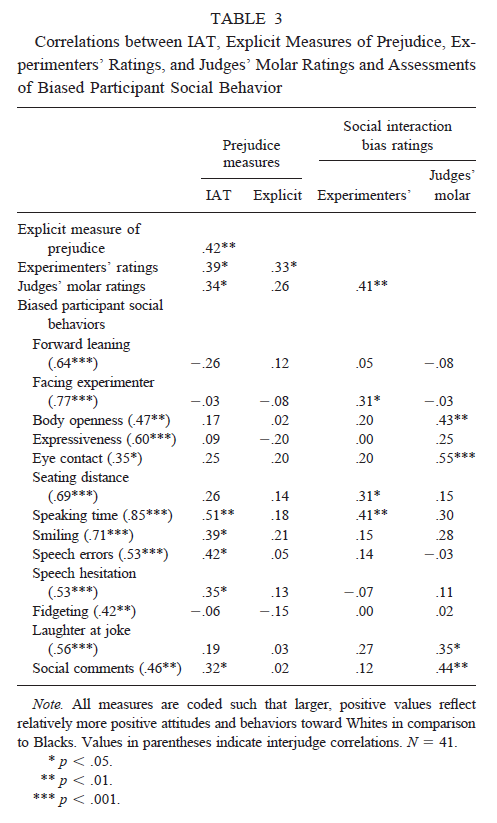 TABLE 3
Correlations between IAT, Explicit Measures of Prejudice, Ex-
perimenters' Ratings, and Judges' Molar Ratings and Assessments
of Biased Participant Social Behavior
Prejudice measures
Social interaction bias ratings
IAT Explicit Experimenters' Judges' molar
Explicit measure of
prejudice .42**
Experimenters' ratings .39* .33*
Judges' molar ratings .34* .26 .41**
Biased participant social
behaviors
Forward leaning
(.64***) −.26 .12 .05 −.08
Facing experimenter
(.77***) −.03 −.08 .31* −.03
Body openness (.47**) .17 .02 .20 .43**
Expressiveness (.60***) .09 −.20 .00 .25
Eye contact (.35*) .25 .20 .20 .55***
Seating distance
(.69***) .26 .14 .31* .15
Speaking time (.85***) .51** .18 .41** .30
Smiling (.71***) .39* .21 .15 .28
Speech errors (.53***) .42* .05 .14 −.03
Speech hesitation
(.53***) .35* .13 −.07 .11
Fidgeting (.42**) −.06 −.15 .00 .02
Laughter at joke
(.56***) .19 .03 .27 .35*
Social comments (.46**) .32* .02 .12 .44**
Note. All measures are coded such that larger, positive values reflect
relatively more positive attitudes and behaviors toward Whites in comparison
to Blacks. Values in parentheses indicate interjudge correlations. N = 41.
* p < .05.
** p < .01.
*** p < .001.